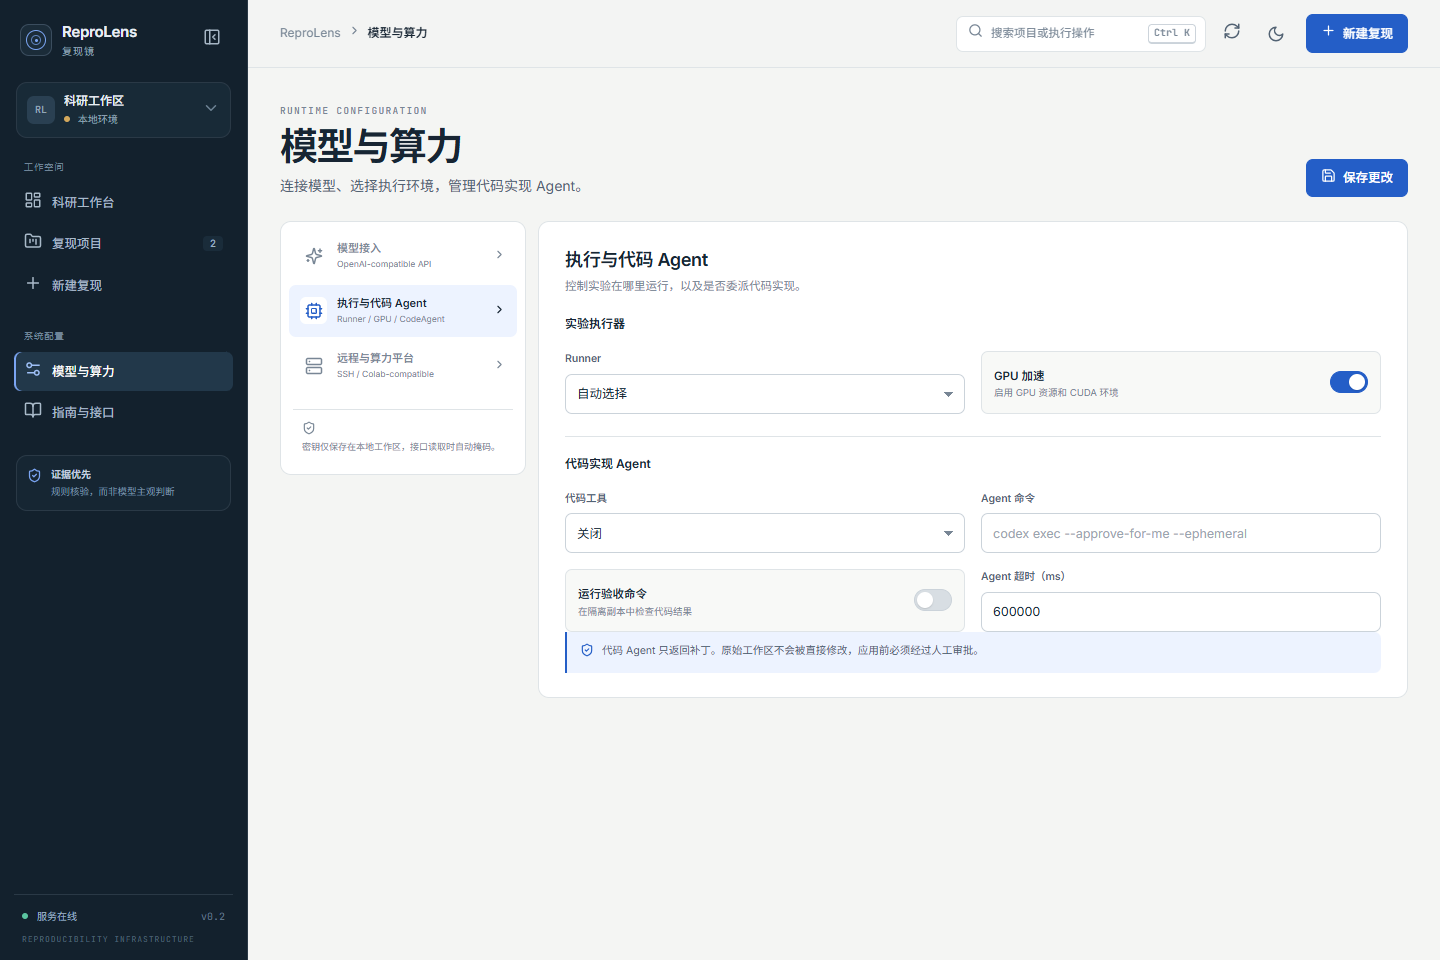 ReproLens
复现镜
RL
科研工作区
本地环境
工作空间
科研工作台
复现项目
2
新建复现
系统配置
模型与算力
指南与接口
证据优先
规则核验，而非模型主观判断
服务在线
v0.2
REPRODUCIBILITY INFRASTRUCTURE
ReproLens
模型与算力
搜索项目或执行操作
Ctrl K
新建复现
RUNTIME CONFIGURATION
模型与算力
连接模型、选择执行环境，管理代码实现 Agent。
保存更改
模型接入
OpenAI-compatible API
执行与代码 Agent
Runner / GPU / CodeAgent
远程与算力平台
SSH / Colab-compatible
密钥仅保存在本地工作区，接口读取时自动掩码。
执行与代码 Agent
控制实验在哪里运行，以及是否委派代码实现。
实验执行器
Runner
自动选择
GPU 加速
启用 GPU 资源和 CUDA 环境
代码实现 Agent
代码工具
关闭
Agent 命令
codex exec --approve-for-me --ephemeral
运行验收命令
在隔离副本中检查代码结果
Agent 超时（ms）
600000
代码 Agent 只返回补丁。原始工作区不会被直接修改，应用前必须经过人工审批。